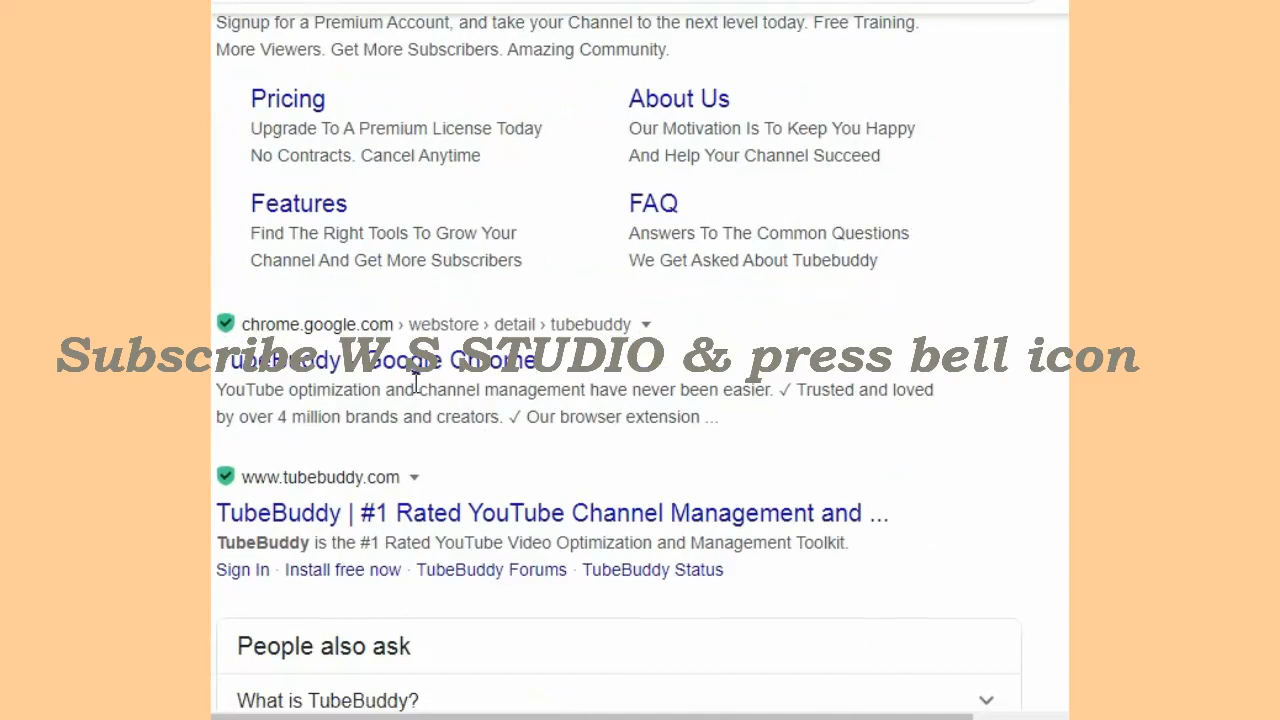 Signup for a Premium Account, and take your Channel to the next level today. Free Training.
More Viewers. Get More Subscribers. Amazing Community.
Pricing
Upgrade To A Premium License Today
No Contracts. Cancel Anytime
About Us
Our Motivation Is To Keep You Happy
And Help Your Channel Succeed
Features
Find The Right Tools To Grow Your
Channel And Get More Subscribers
FAQ
Answers To The Common Questions
We Get Asked About Tubebuddy
chrome.google.com › webstore › detail › tubebuddy
TubeBuddy - Google Chrome
Subscribe W S STUDIO & press bell icon
YouTube optimization and channel management have never been easier. ✓ Trusted and loved
by over 4 million brands and creators. ✓ Our browser extension ...
www.tubebuddy.com
TubeBuddy | #1 Rated YouTube Channel Management and ...
TubeBuddy is the #1 Rated YouTube Video Optimization and Management Toolkit.
Sign In · Install free now · TubeBuddy Forums · TubeBuddy Status
People also ask
What is TubeBuddy?